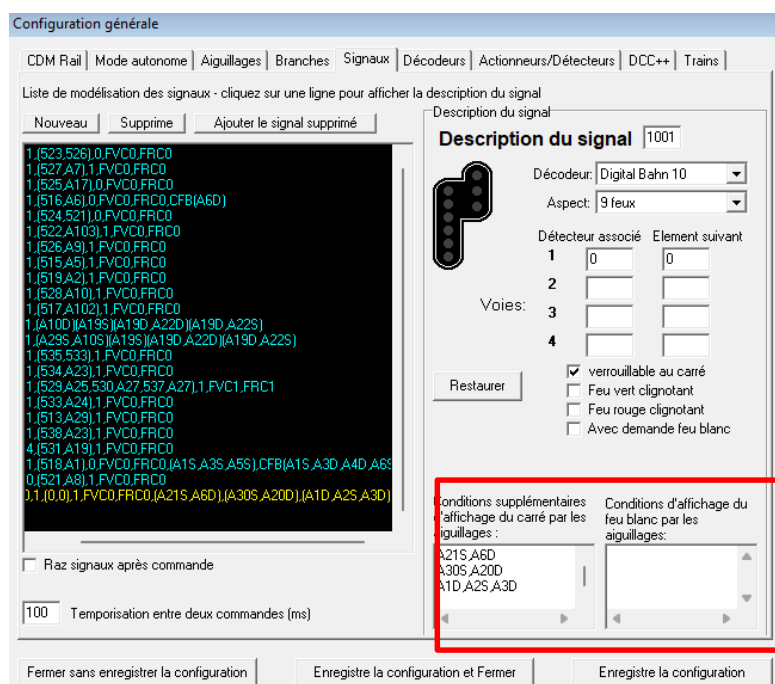 Configuration générale
CDM Rail Mode autonome Aiguillages Branches Signaux Décodeurs Actionneurs/Détecteurs DCC++ Trains
Liste de modélisation des signaux - cliquez sur une ligne pour afficher la description du signal
Nouveau Supprime Ajouter le signal supprimé
1,(523,526),0,FVC0,FRC0
1,(527,A7),1,FVC0,FRC0
1,(525,A17),0,FVC0,FRC0
1,(516,A6),0,FVC0,FRC0,CFB(A6D)
1,(524,521),0,FVC0,FRC0
1,(522,A103),1,FVC0,FRC0
1,(526,A9),1,FVC0,FRC0
1,(515,A5),1,FVC0,FRC0
1,(519,A2),1,FVC0,FRC0
1,(528,A10),1,FVC0,FRC0
1,(517,A102),1,FVC0,FRC0
1,(A10D)(A19S)(A19D,A22D)(A19D,A22S)
1,(A29S,A10S)(A19S)(A19D,A22D)(A19D,A22S)
1,(535,533),1,FVC0,FRC0
1,(534,A23),1,FVC0,FRC0
1,(529,A25,530,A27,537,A27),1,FVC1,FRC1
1,(533,A24),1,FVC0,FRC0
1,(513,A29),1,FVC0,FRC0
1,(538,A23),1,FVC0,FRC0
4,(531,A19),1,FVC0,FRC0
1,(518,A1),0,FVC0,FRC0,(A1S,A3S,A5S),CFB(A1S,A3D,A4D,A6S
0,(521,A8),1,FVC0,FRC0
),1,(0,0),1,FVC0,FRC0,(A21S,A6D),(A30S,A20D),(A1D,A2S,A3D)
Raz signaux après commande
100 Temporisation entre deux commandes (ms)
Description du signal
Description du signal 1001
Décodeur: Digital Bahn 10
Aspect: 9 feux
Détecteur associé Element suivant
1 0 0
2
Voies:
3
4
Restaurer
verrouillable au carré
Feu vert clignotant
Feu rouge clignotant
Avec demande feu blanc
Conditions supplémentaires
d'affichage du carré par les
aiguillages :
A21S,A6D
A30S,A20D
A1D,A2S,A3D
Conditions d'affichage du
feu blanc par les
aiguillages:
Fermer sans enregistrer la configuration Enregistre la configuration et Fermer Enregistre la configuration